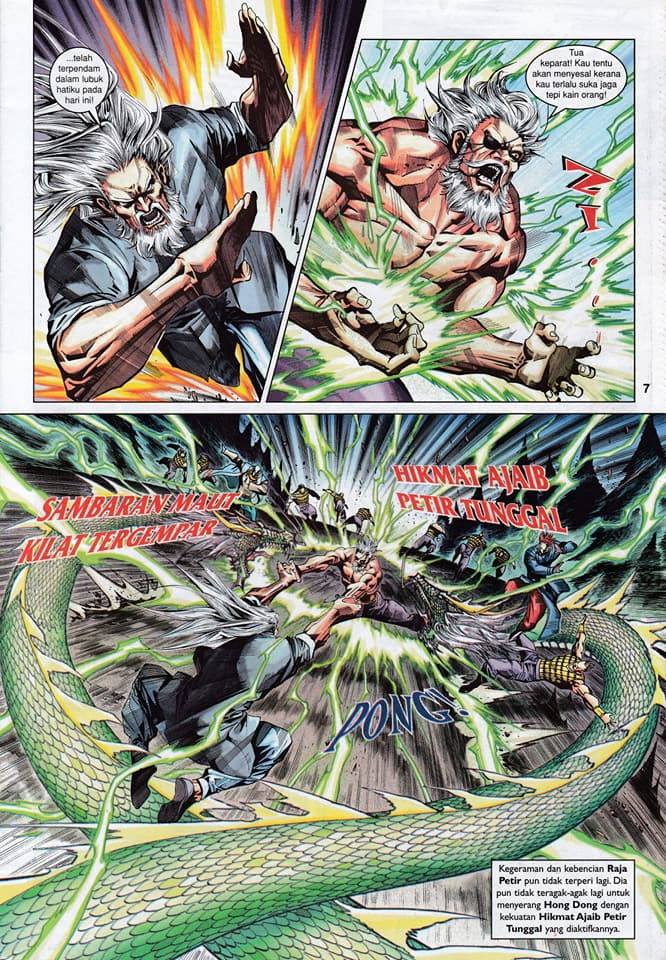 ...telah
terpendam
dalam lubuk
hatiku pada
hari ini!
Tua
keparat! Kau tentu
akan menyesal kerana
kau terlalu suka jaga
tepi kain orang!
ZI
7
SAMBARAN MAUT
KILAT TERGEMPAR
HIKMAT AJAIB
PETIR TUNGGAL
PONG!
Kegeraman dan kebencian Raja
Petir pun tidak terperi lagi. Dia
pun tidak teragak-agak lagi untuk
menyerang Hong Dong dengan
kekuatan Hikmat Ajaib Petir
Tunggal yang diaktifkannya.